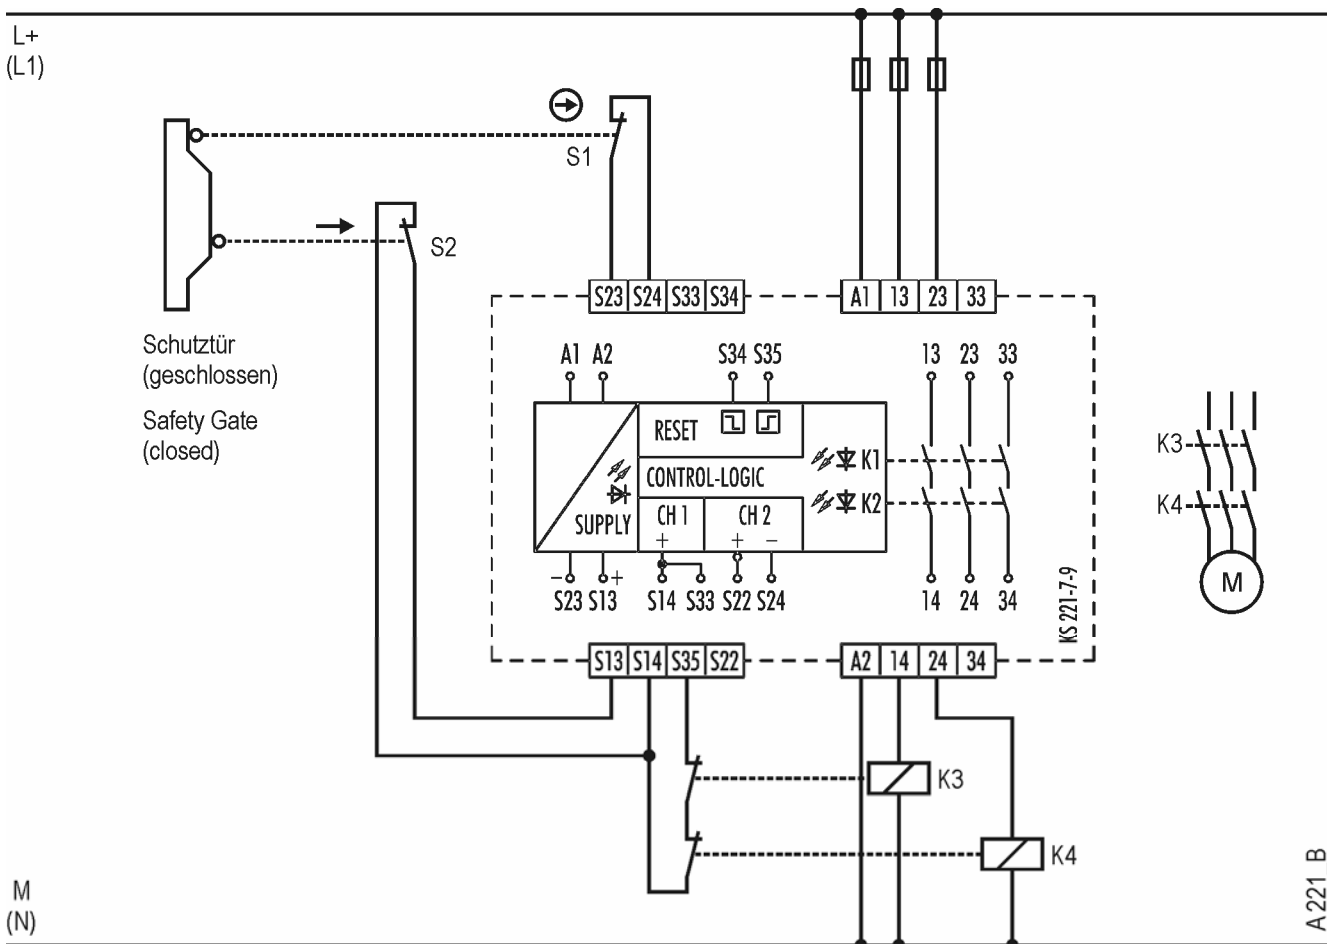 L+
(L1)
S1
S2
Schutztür
(geschlossen)
Safety Gate
(closed)
S23 S24 S33 S34
A1 13 23 33
A1 A2 S34 S35 13 23 33
RESET
CONTROL-LOGIC
SUPPLY
CH 1 CH 2
+ + -
K1
K2
- +
S23 S13 S14 S33 S22 S24 14 24 34
KS 221-7-9
S13 S14 S35 S22
A2 14 24 34
K3
K4
M
K3
K4
M
(N)
A221_B